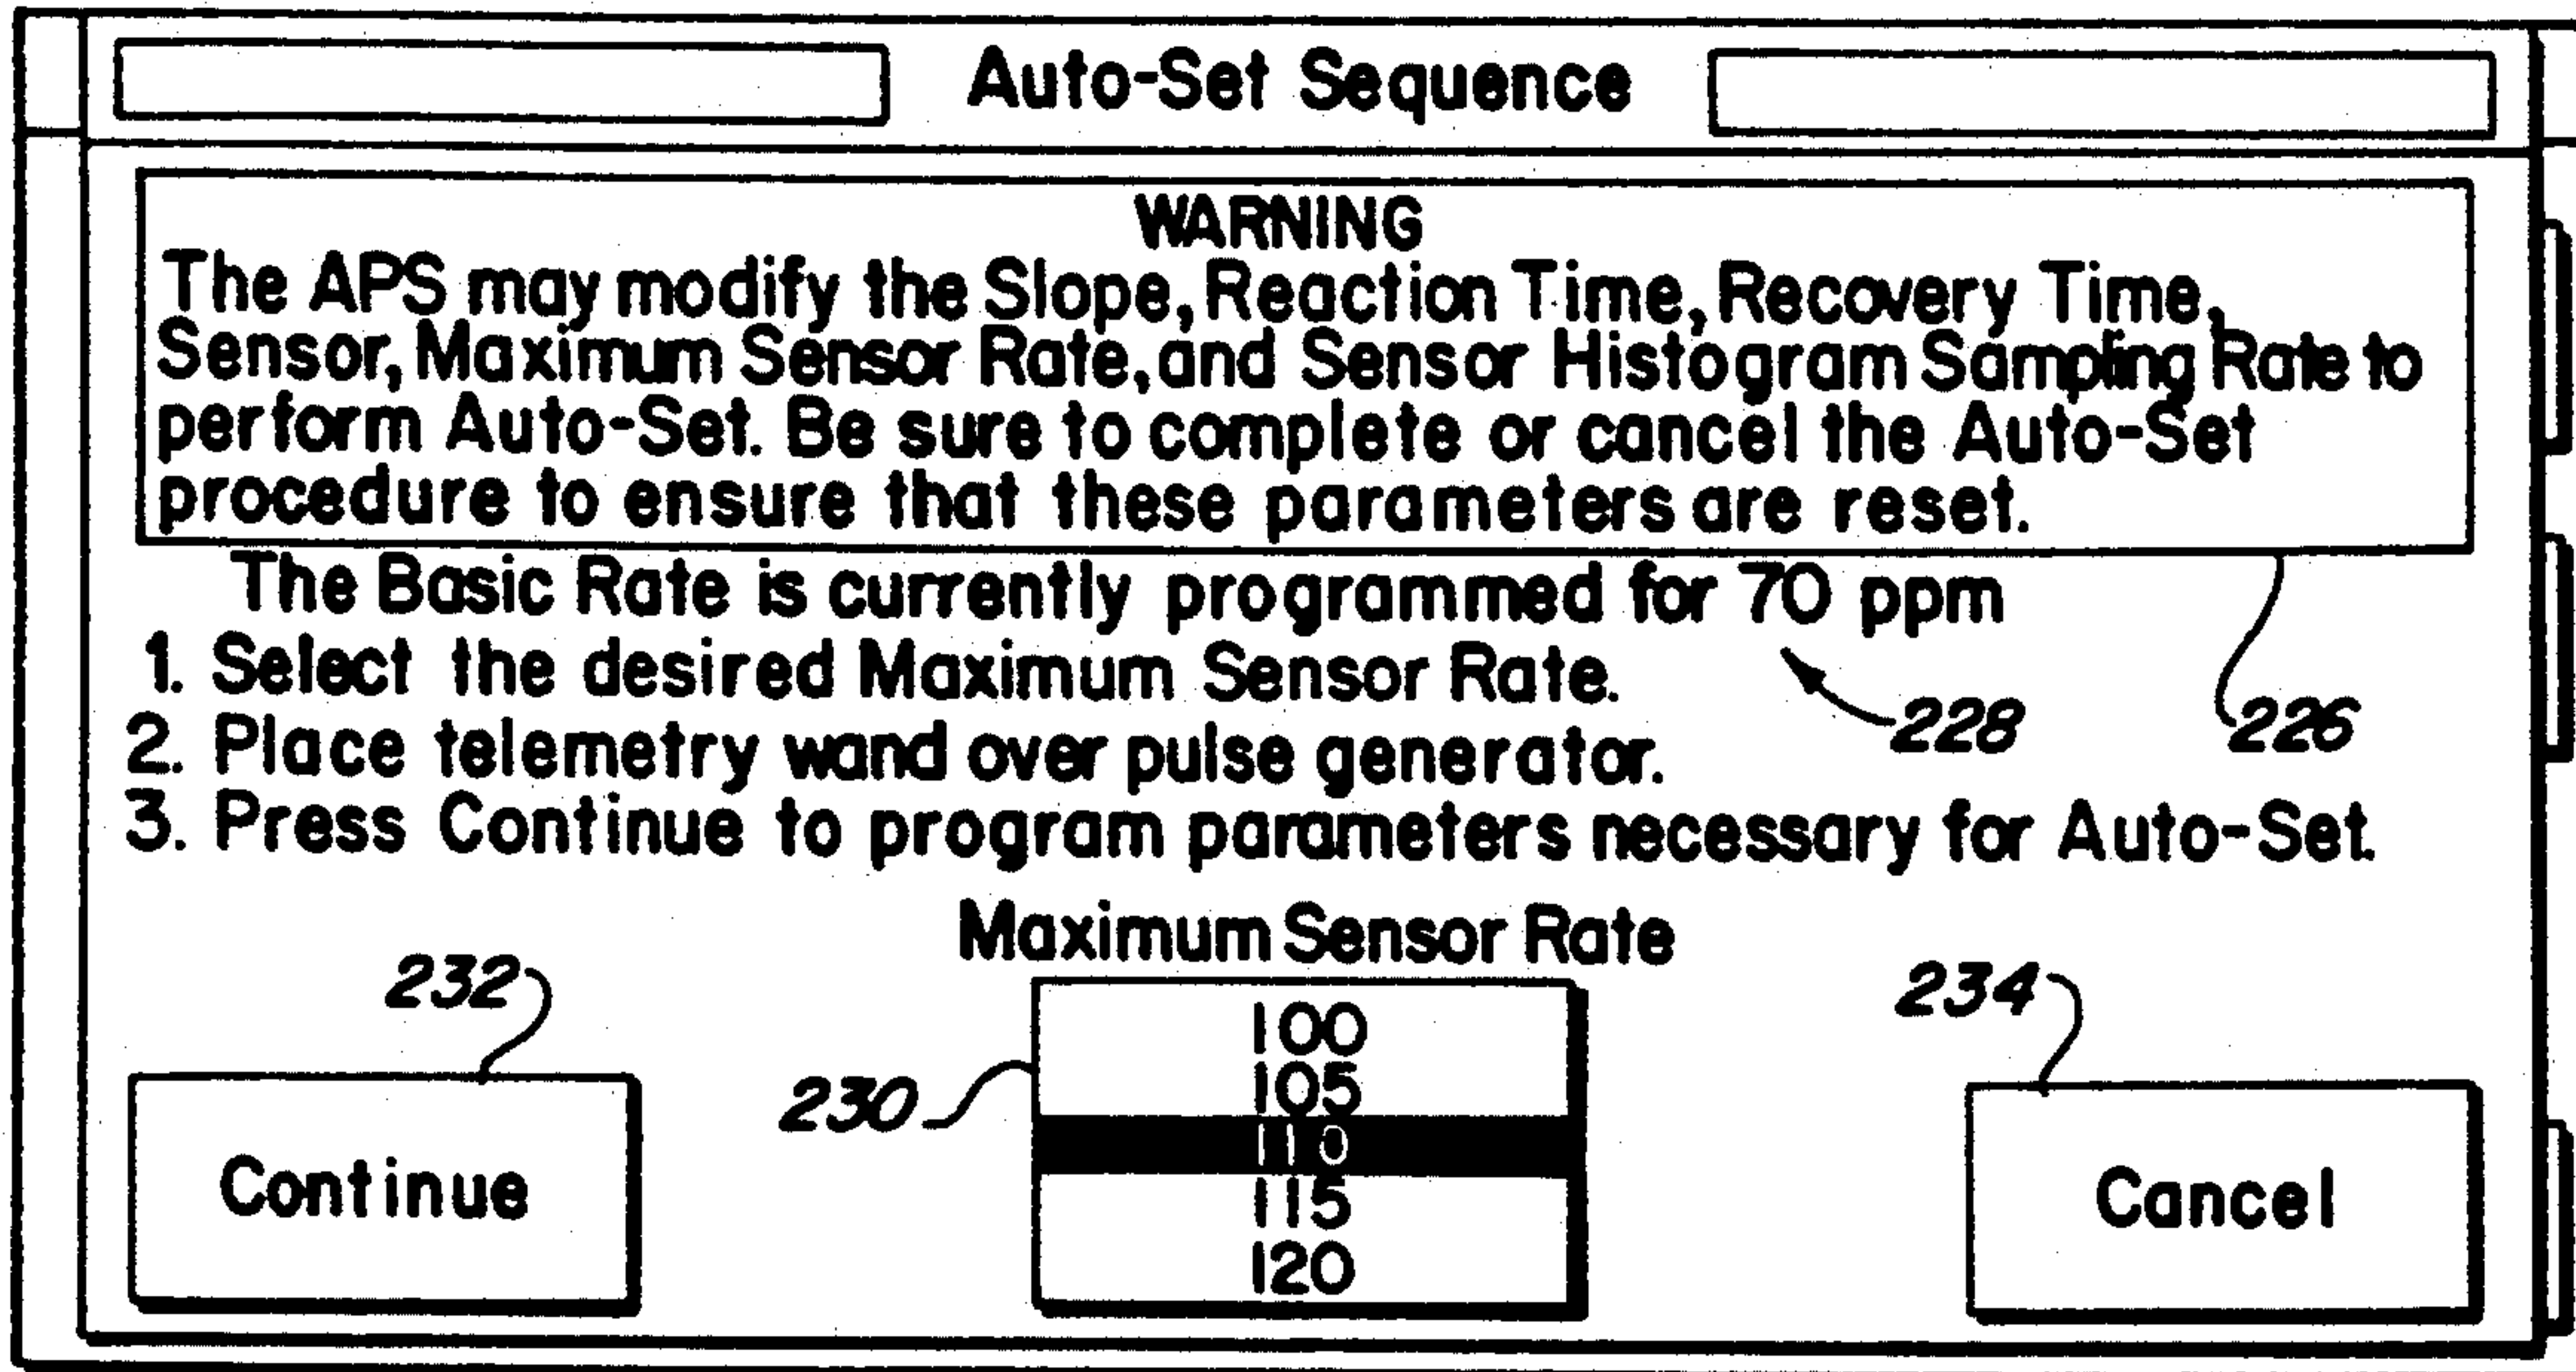 Auto-Set Sequence
WARNING
The APS may modify the Slope, Reaction Time, Recovery Time,
Sensor, Maximum Sensor Rate, and Sensor Histogram Sampling Rate to
perform Auto-Set. Be sure to complete or cancel the Auto-Set
procedure to ensure that these parameters are reset.
The Basic Rate is currently programmed for 70 ppm
1. Select the desired Maximum Sensor Rate.
228
226
2. Place telemetry wand over pulse generator.
3. Press Continue to program parameters necessary for Auto-Set.
Maximum Sensor Rate
232
234
230
100
105
110
115
120
Continue
Cancel